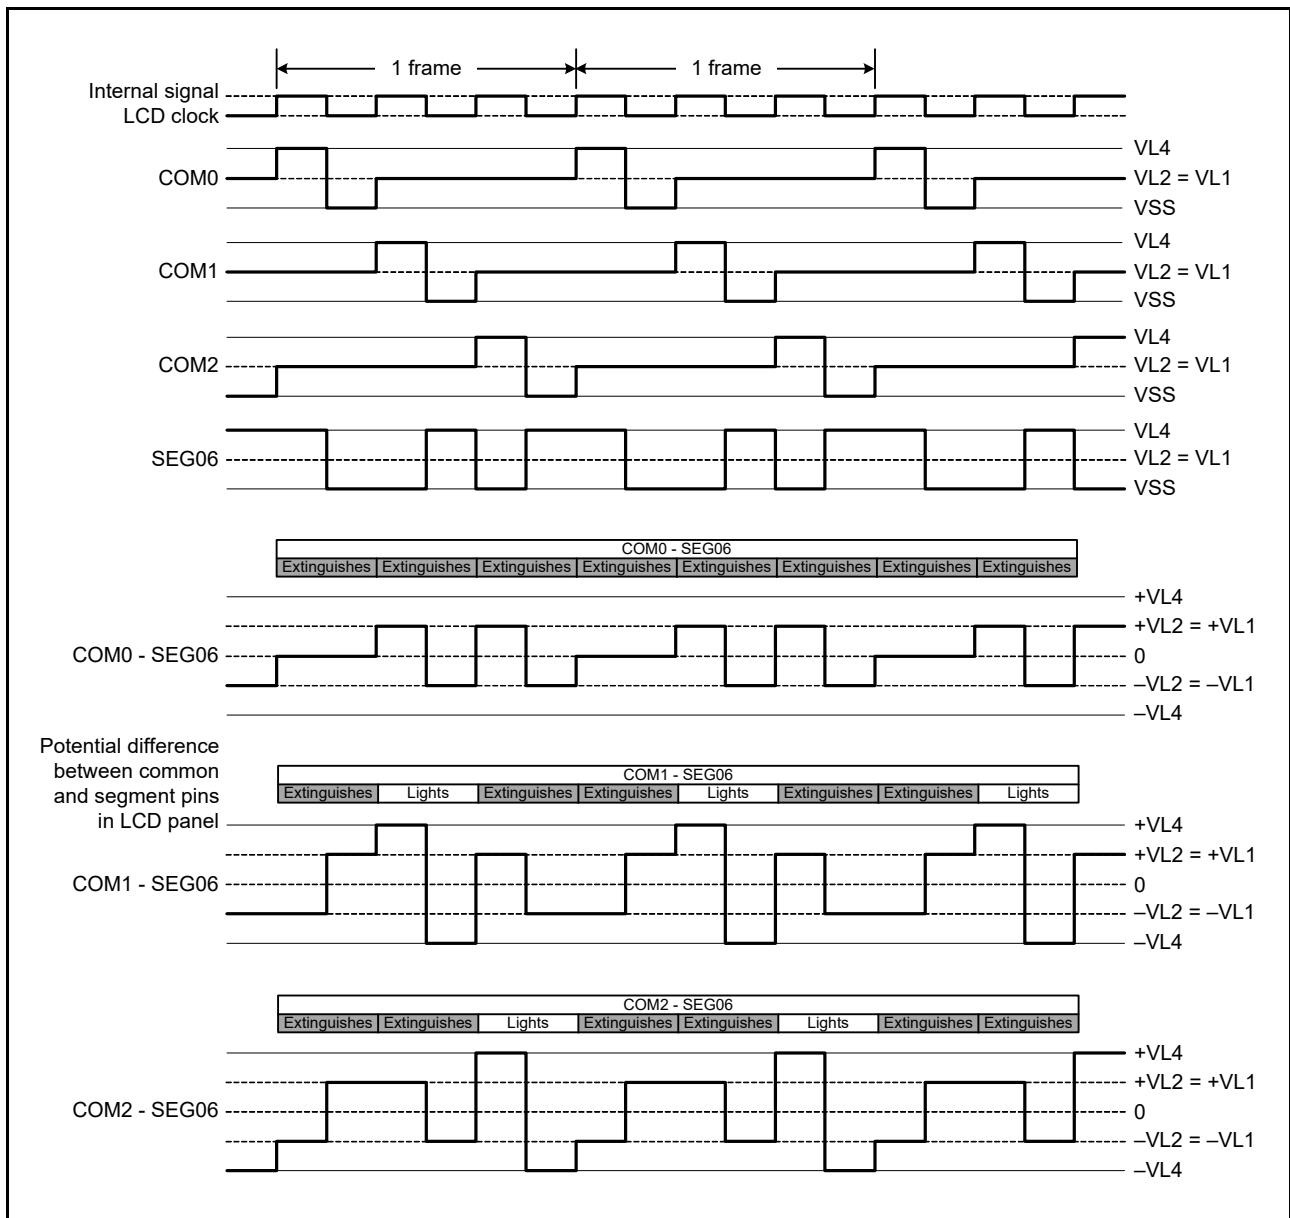 1 frame 1 frame
Internal signal
LCD clock
VL4
COM0 VL2 = VL1
VSS
VL4
COM1 VL2 = VL1
VSS
VL4
COM2 VL2 = VL1
VSS
VL4
SEG06 VL2 = VL1
VSS
COM0 - SEG06
Extinguishes Extinguishes Extinguishes Extinguishes Extinguishes Extinguishes Extinguishes Extinguishes
+VL4
+VL2 = +VL1
COM0 - SEG06 0
–VL2 = –VL1
–VL4
Potential difference
between common
and segment pins
in LCD panel
COM1 - SEG06
Extinguishes Lights Extinguishes Extinguishes Lights Extinguishes Extinguishes Lights
+VL4
+VL2 = +VL1
COM1 - SEG06 0
–VL2 = –VL1
–VL4
COM2 - SEG06
Extinguishes Extinguishes Lights Extinguishes Extinguishes Lights Extinguishes Extinguishes
+VL4
+VL2 = +VL1
COM2 - SEG06 0
–VL2 = –VL1
–VL4